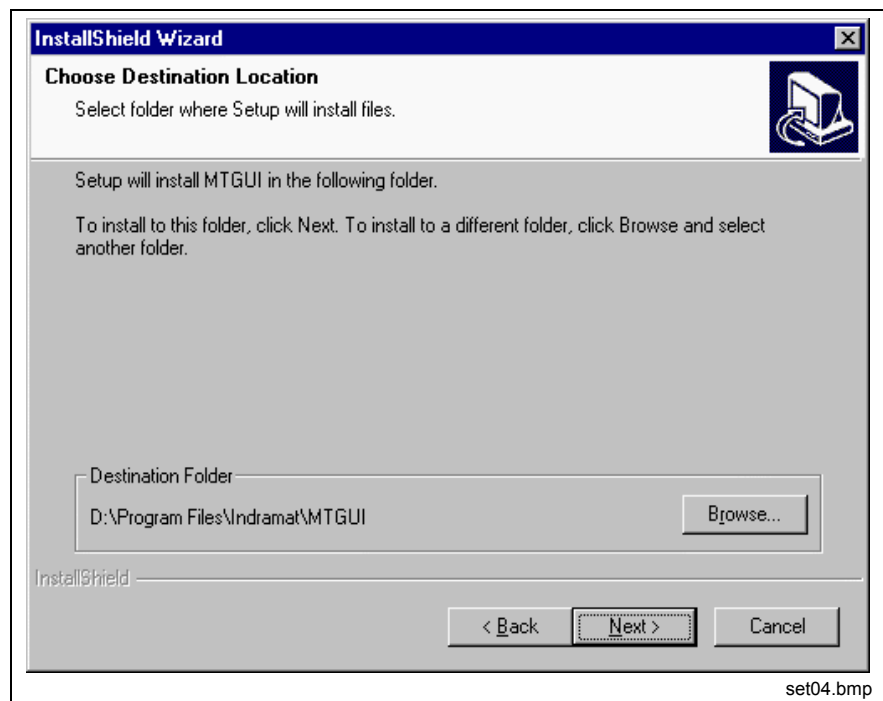 InstallShield Wizard
Choose Destination Location
Select folder where Setup will install files.
Setup will install MTGUI in the following folder.
To install to this folder, click Next. To install to a different folder, click Browse and select
another folder.
Destination Folder
D:\Program Files\Indramat\MTGUI
Browse...
InstallShield
< Back
Next >
Cancel
set04.bmp